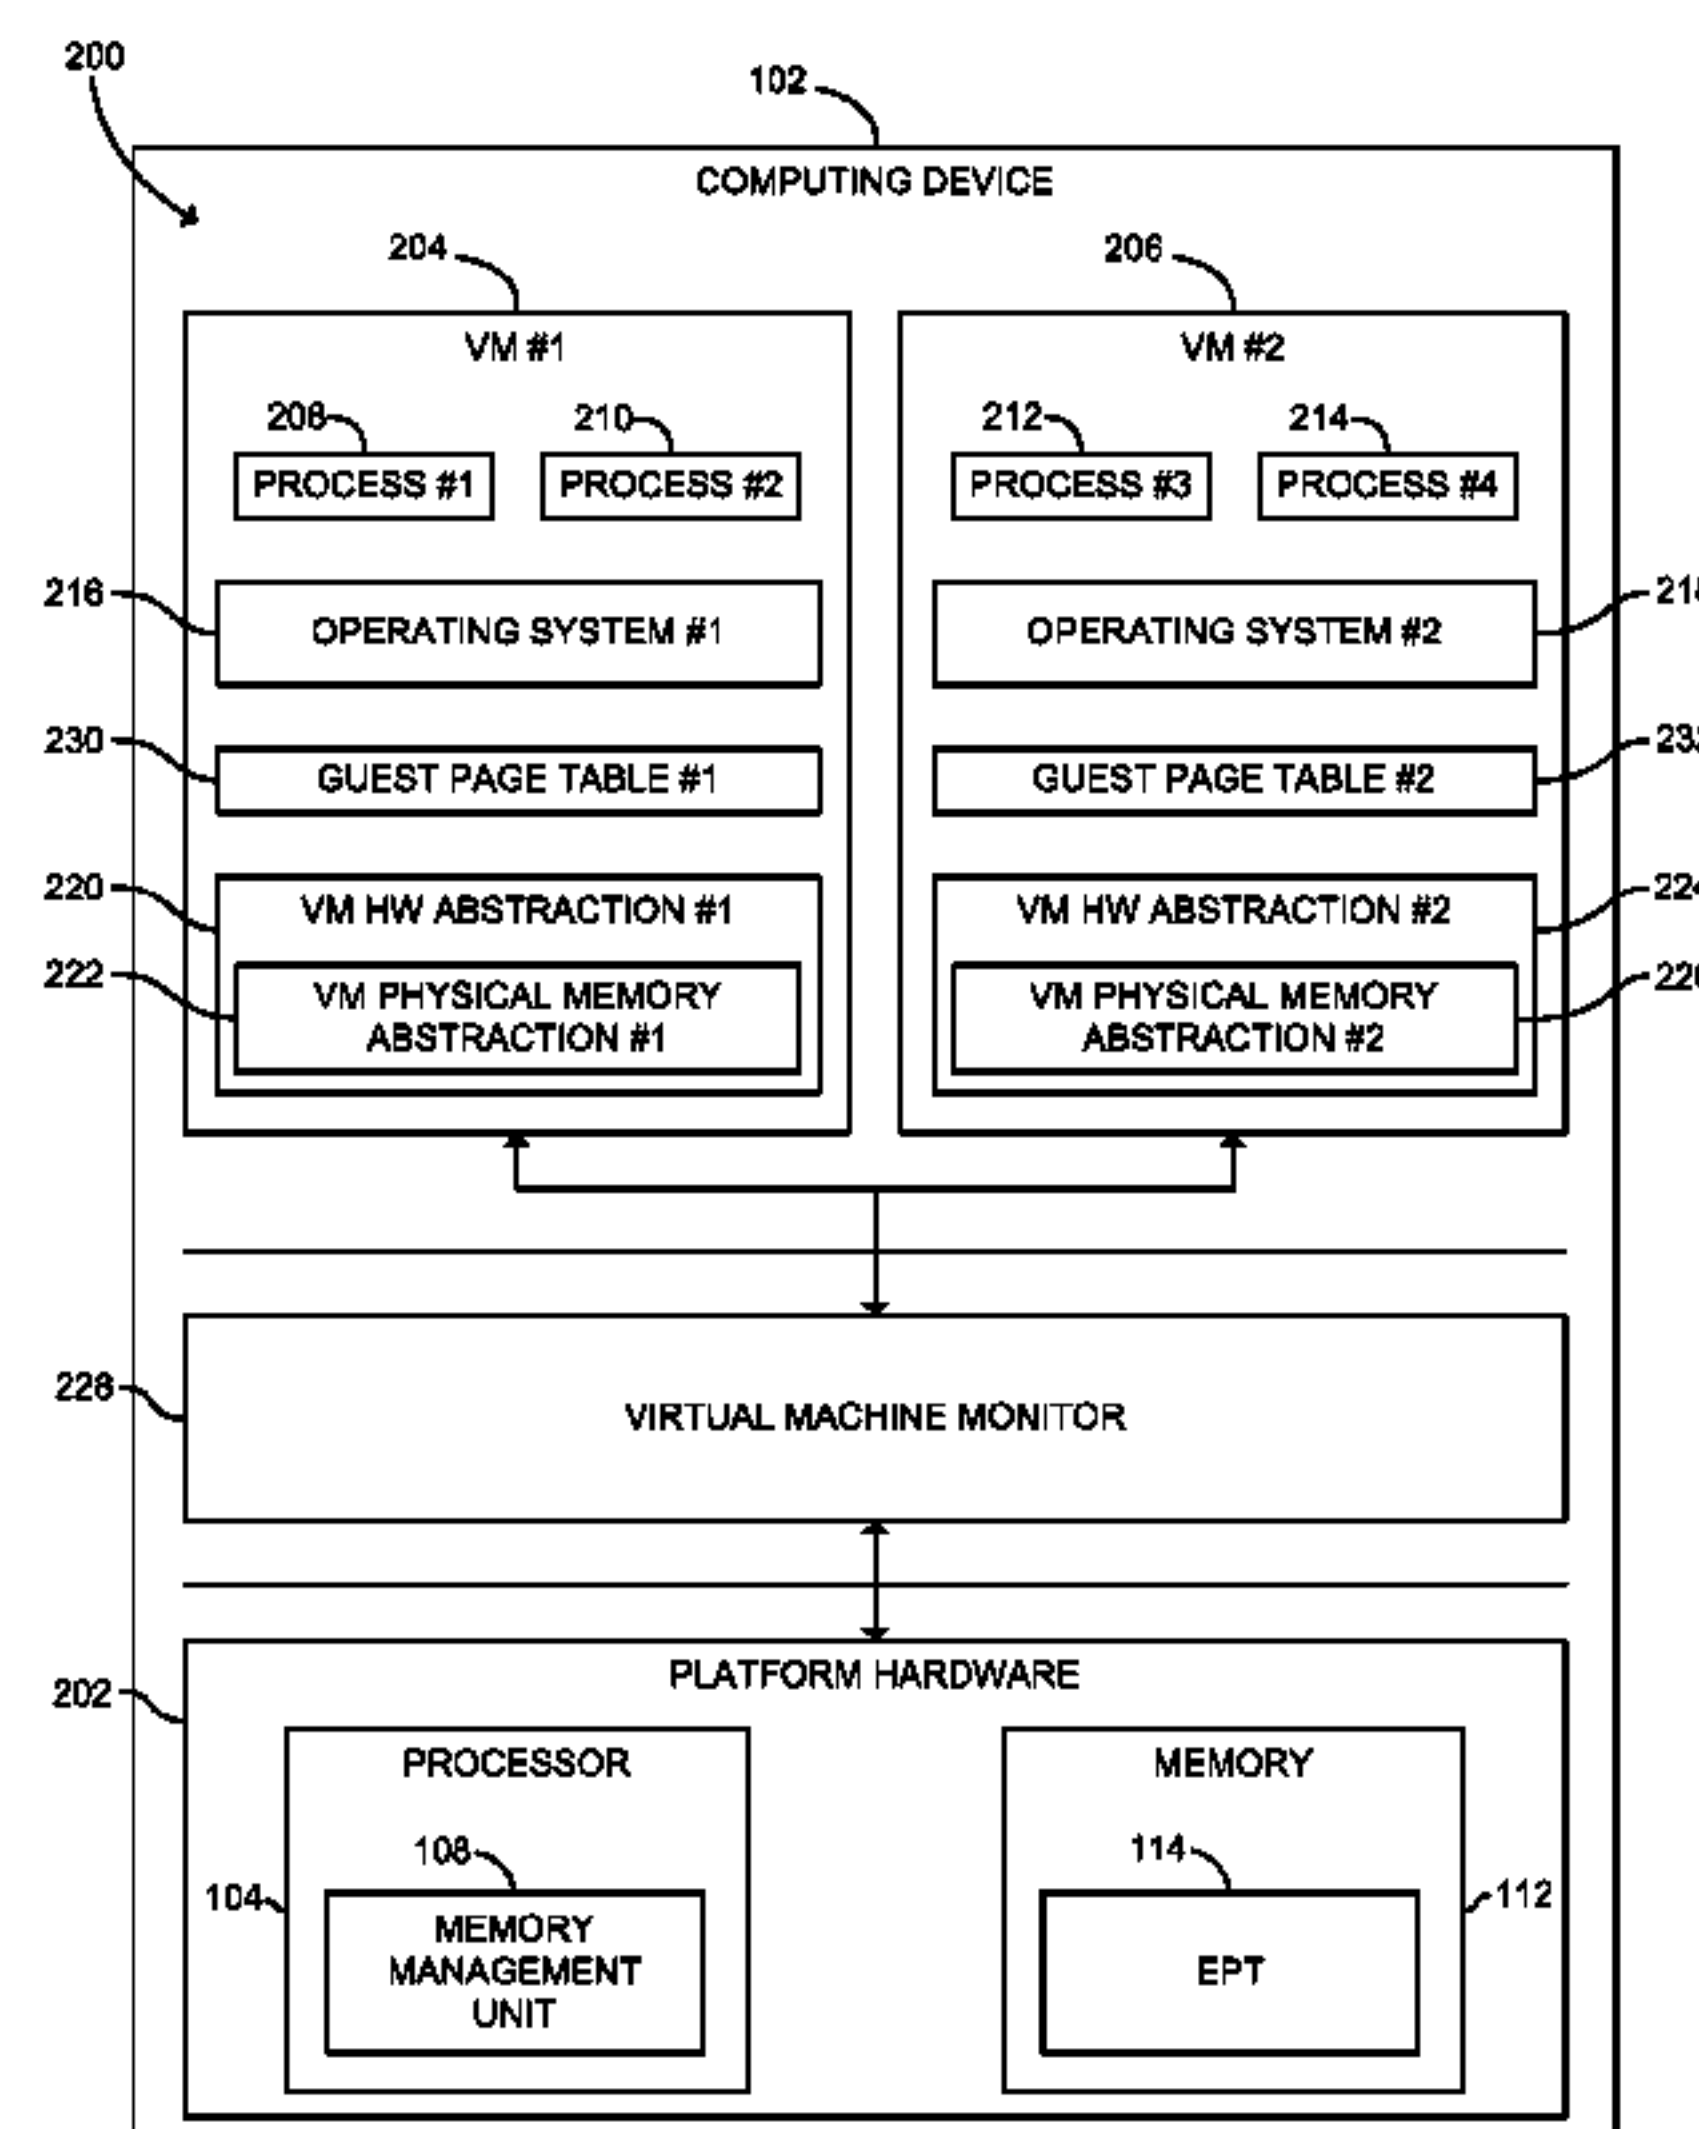 200
102
COMPUTING DEVICE
204
206
VM #1
VM #2
208
210
212
214
PROCESS #1
PROCESS #2
PROCESS #3
PROCESS #4
216
OPERATING SYSTEM #1
OPERATING SYSTEM #2
230
GUEST PAGE TABLE #1
GUEST PAGE TABLE #2
220
VM HW ABSTRACTION #1
VM HW ABSTRACTION #2
224
222
VM PHYSICAL MEMORY
ABSTRACTION #1
VM PHYSICAL MEMORY
ABSTRACTION #2
228
VIRTUAL MACHINE MONITOR
202
PLATFORM HARDWARE
PROCESSOR
MEMORY
108
114
104
112
MEMORY
MANAGEMENT
UNIT
EPT